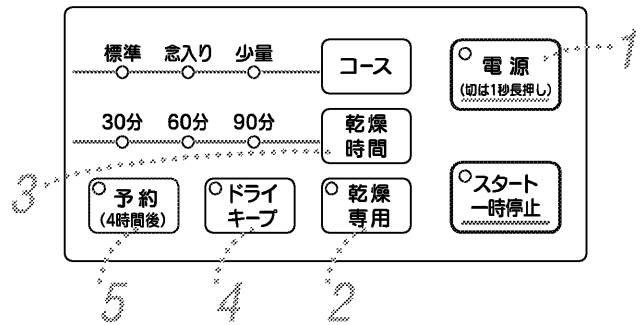 標準 念入り 少量
コース
電源
(切は1秒長押し)
1
30分 60分 90分
乾燥
時間
3
予約
(4時間後)
ドライ
キープ
乾燥
専用
スタート
一時停止
5
4
2